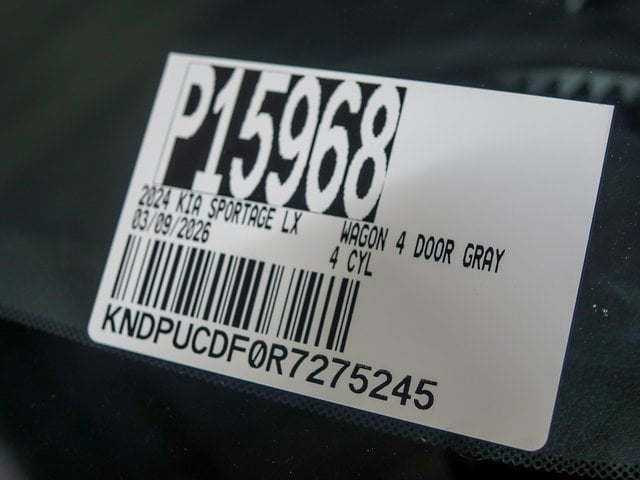 P15968
2024 KIA SPORTAGE LX WAGON 4 DOOR GRAY
03/09/2026 4 CYL
KNDPUCDF0R7275245